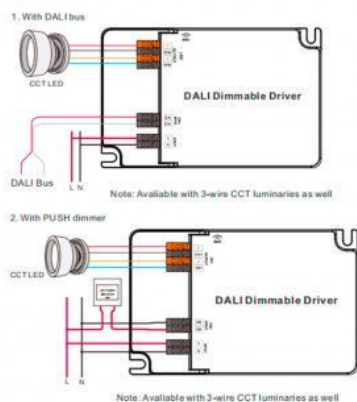 1. With DALI bus
CCT LED
DALI Dimmable Driver
DALI Bus
L N
Note: Avaliable with 3-wire CCT luminaries as well
2. With PUSH dimmer
CCT LED
DALI Dimmable Driver
L N
Note: Avaliable with 3-wire CCT luminaries as well